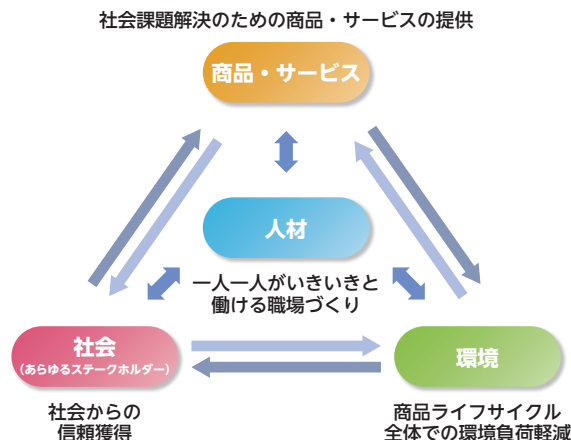 社会課題解決のための商品・サービスの提供
商品・サービス
人材
一人一人がいきいきと
働ける職場づくり
社会
(あらゆるステークホルダー)
環境
社会からの
信頼獲得
商品ライフサイクル
全体での環境負荷軽減